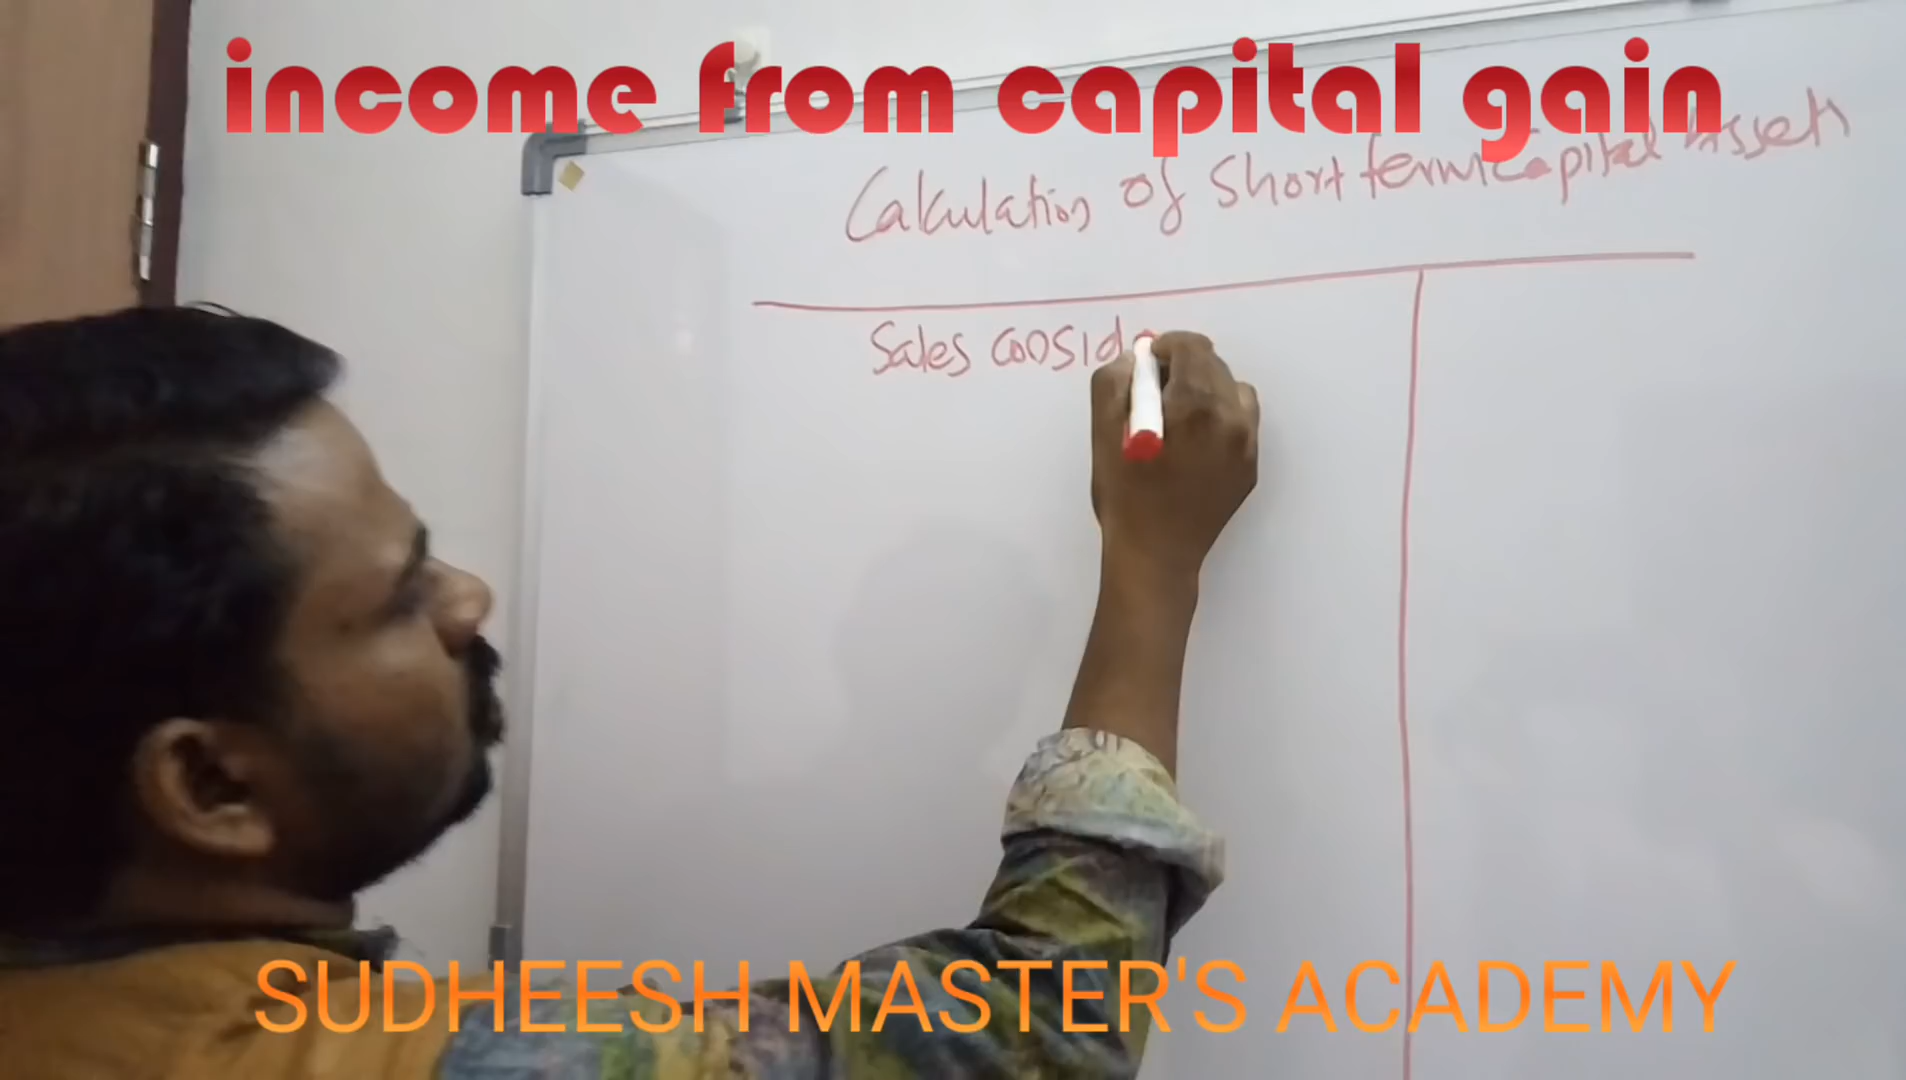 income from capital gain
Calculation of Short term Capital Assets
Sales consid
SUDHEESH MASTER'S ACADEMY